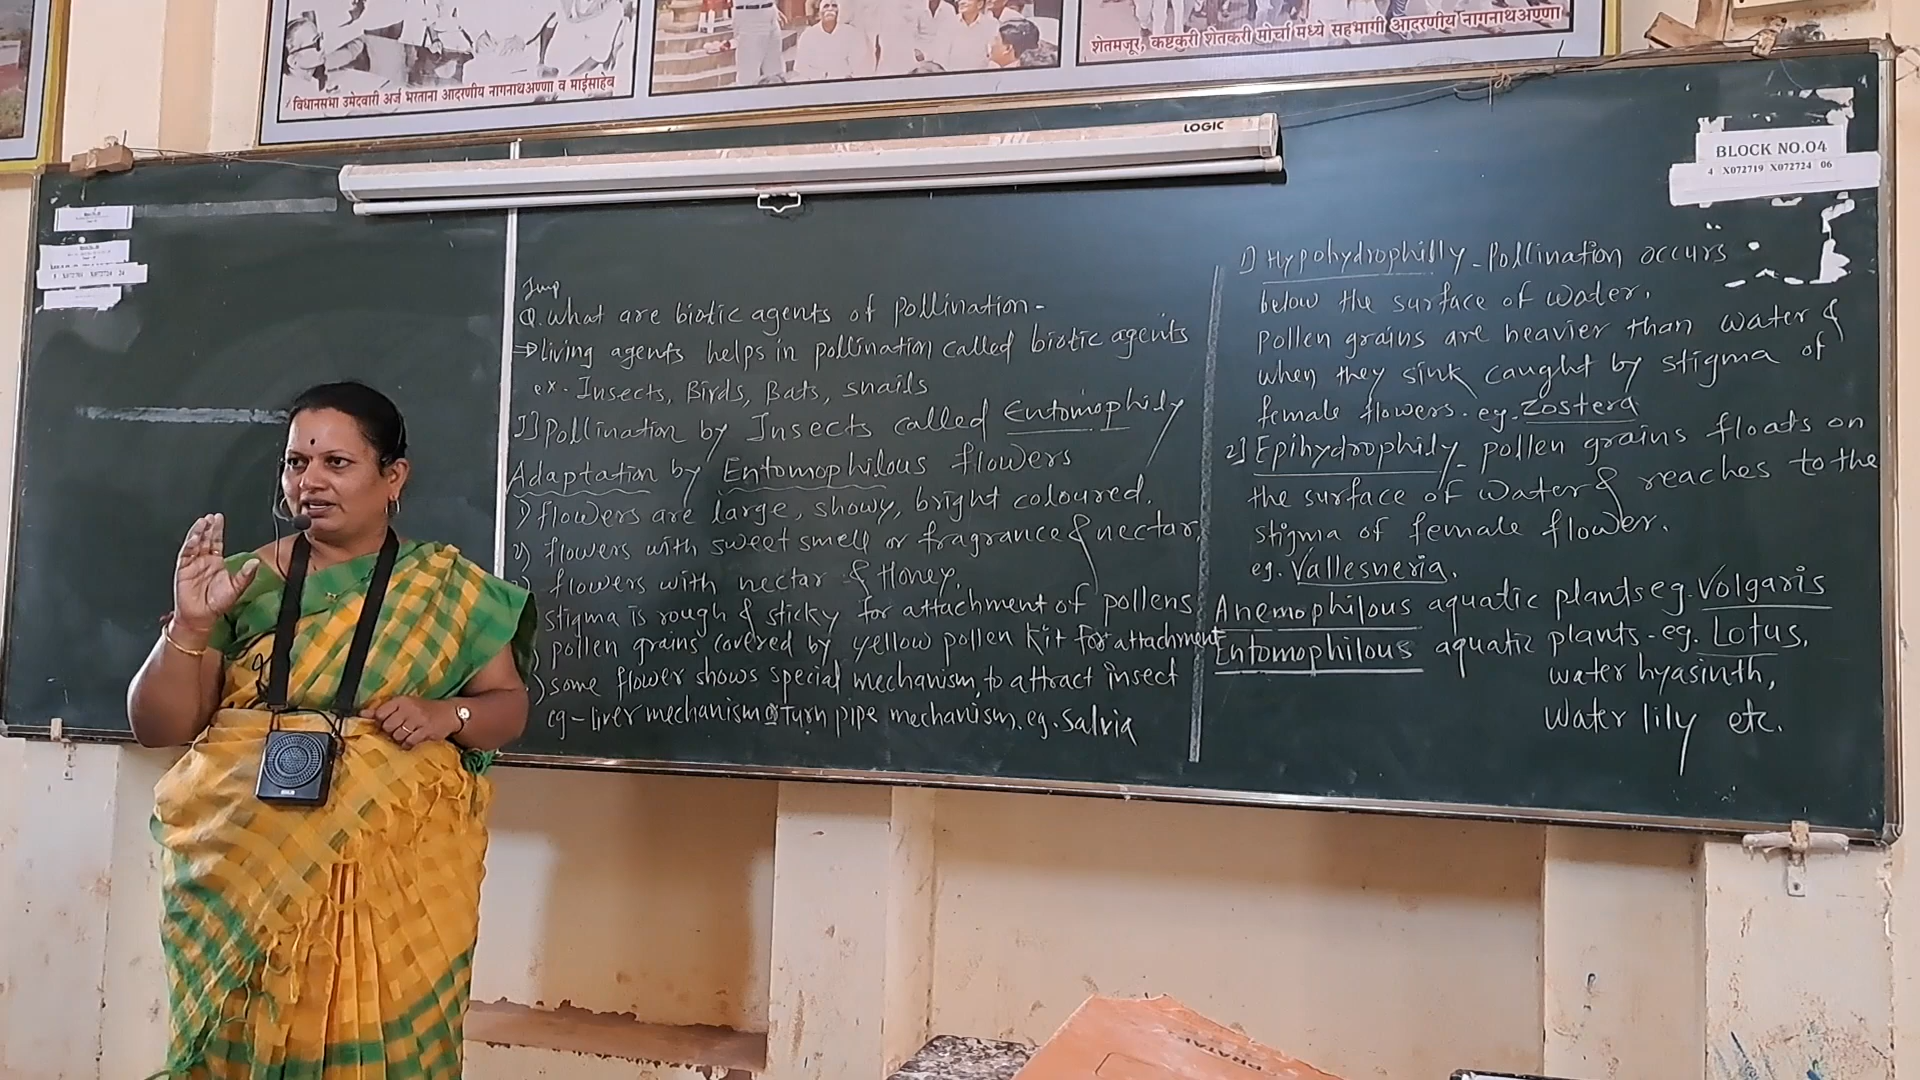 विधानसभा उमेदवारी अर्ज भरताना आदरणीय नागनाथअण्णा व माईसाहेब
शेतमजूर, कष्टकरी शेतकरी मोर्चा मध्ये सहभागी आदरणीय नागनाथअण्णा
LOGIC
BLOCK NO.04
4 X072719 X072724 06
Imp
Q. What are biotic agents of pollination -
⇒ living agents helps in pollination called biotic agents
ex. Insects, Birds, Bats, snails
I] Pollination by Insects called Entomophily
Adaptation by Entomophilous flowers
1) flowers are large, showy, bright coloured.
2) flowers with sweet smell or fragrance & nectar,
) flowers with nectar & Honey.
stigma is rough & sticky for attachment of pollens
) pollen grains covered by yellow pollen kit for attachment
) some flower shows special mechanism, to attract insect
eg - liver mechanism or Turn pipe mechanism. eg. Salvia
1) Hypohydrophilly - Pollination occurs
below the surface of water.
pollen grains are heavier than water &
when they sink caught by stigma of
female flowers. eg. Zostera
2] Epihydrophily - pollen grains floats on
the surface of water & reaches to the
stigma of female flower.
eg. Vallesneria.
Anemophilous aquatic plants eg. Volgaris
Entomophilous aquatic plants - eg. Lotus,
water hyasinth,
water lily etc.